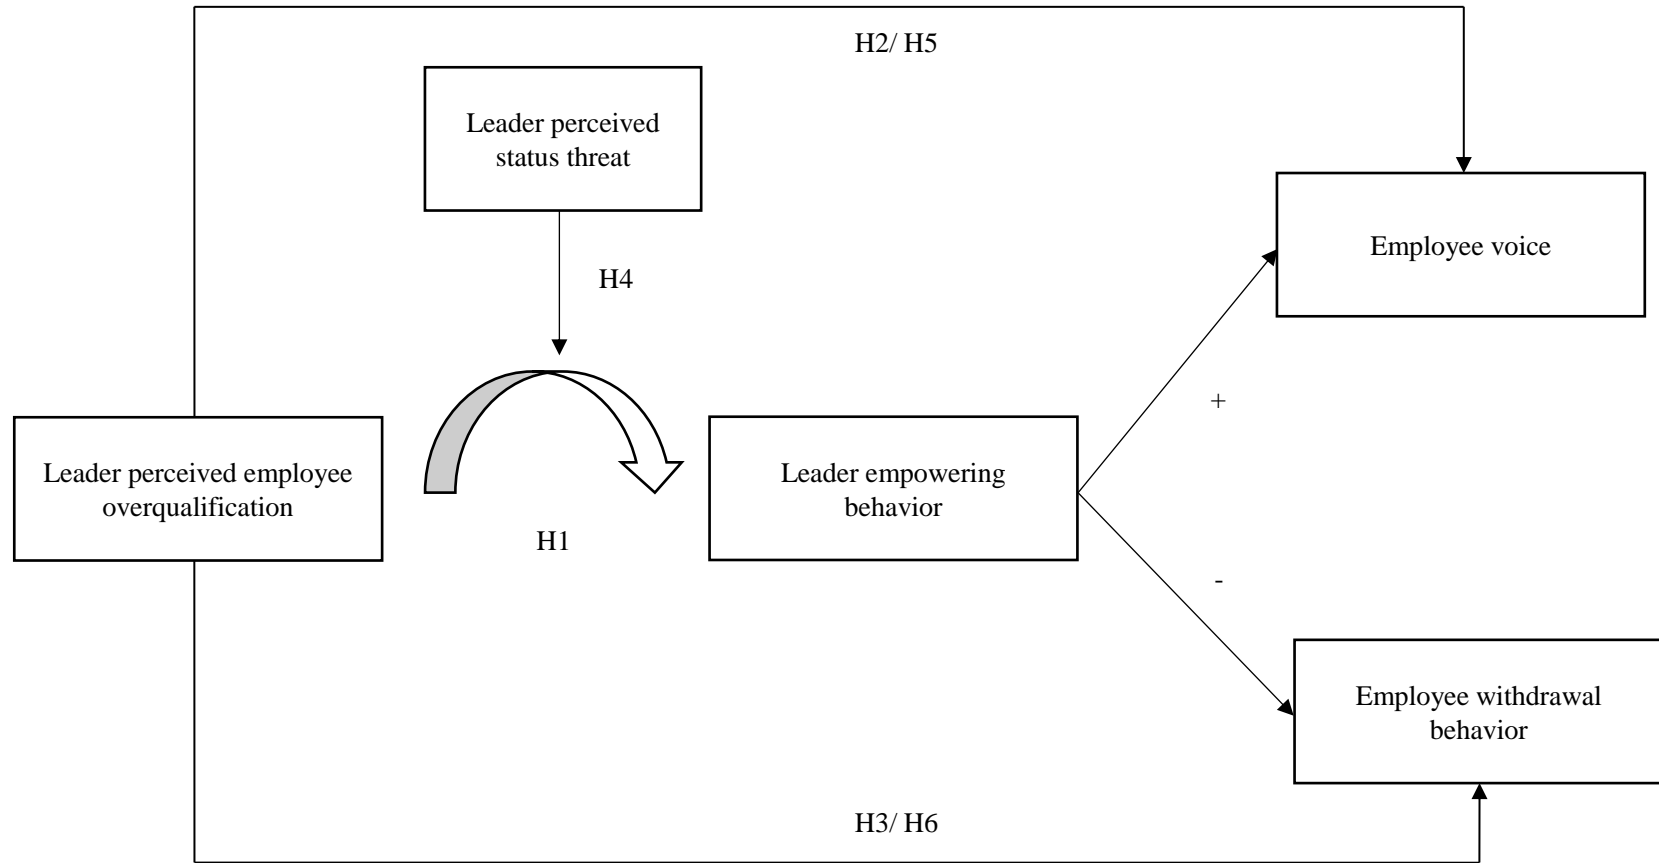 H2/ H5
Leader perceived
status threat
Employee voice
H4
+
Leader perceived employee
overqualification
Leader empowering
behavior
H1
-
Employee withdrawal
behavior
H3/ H6